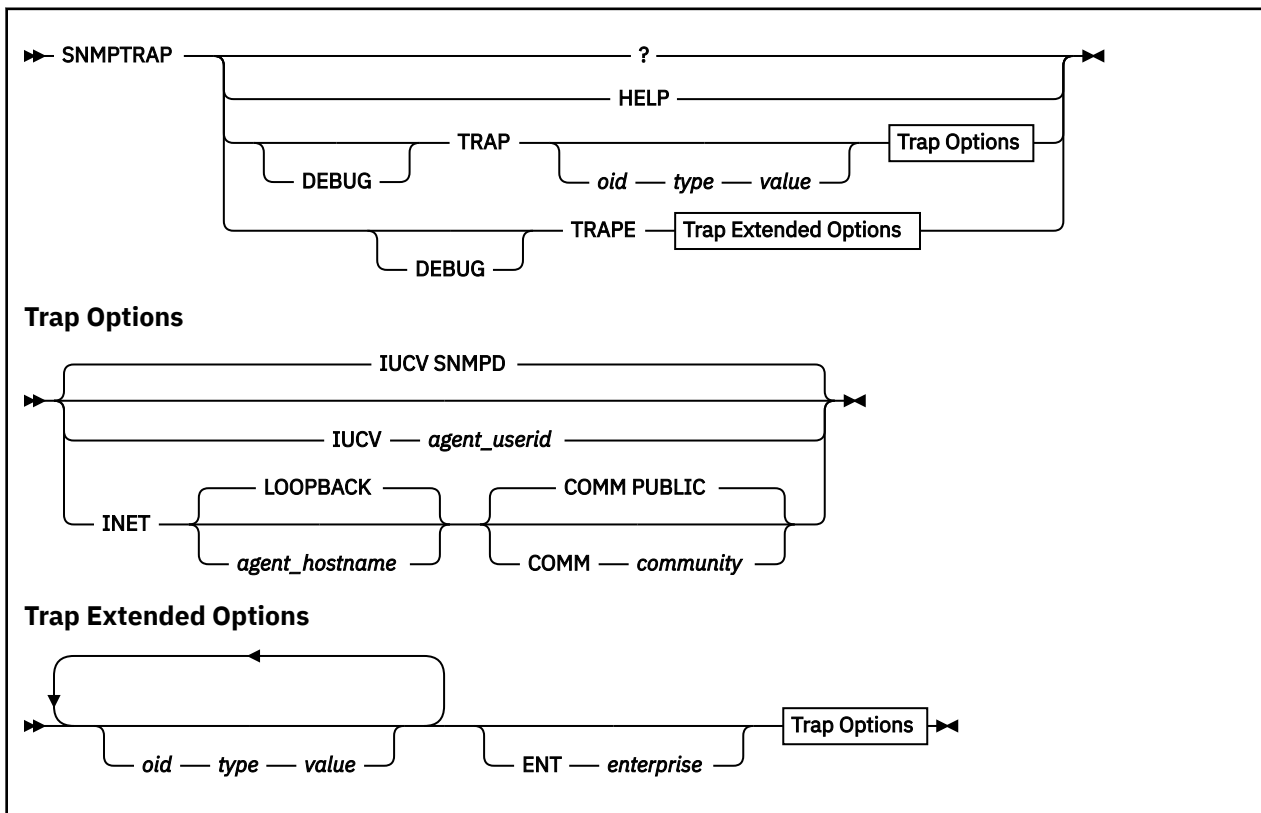 SNMPTRAP ?
HELP
TRAP Trap Options
DEBUG oid type value
TRAPE Trap Extended Options
DEBUG
Trap Options
IUCV SNMPD
IUCV agent_userid
LOOPBACK COMM PUBLIC
INET
agent_hostname COMM community
Trap Extended Options
Trap Options
oid type value ENT enterprise